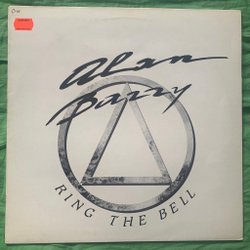 Alan
Parry
RING THE BELL